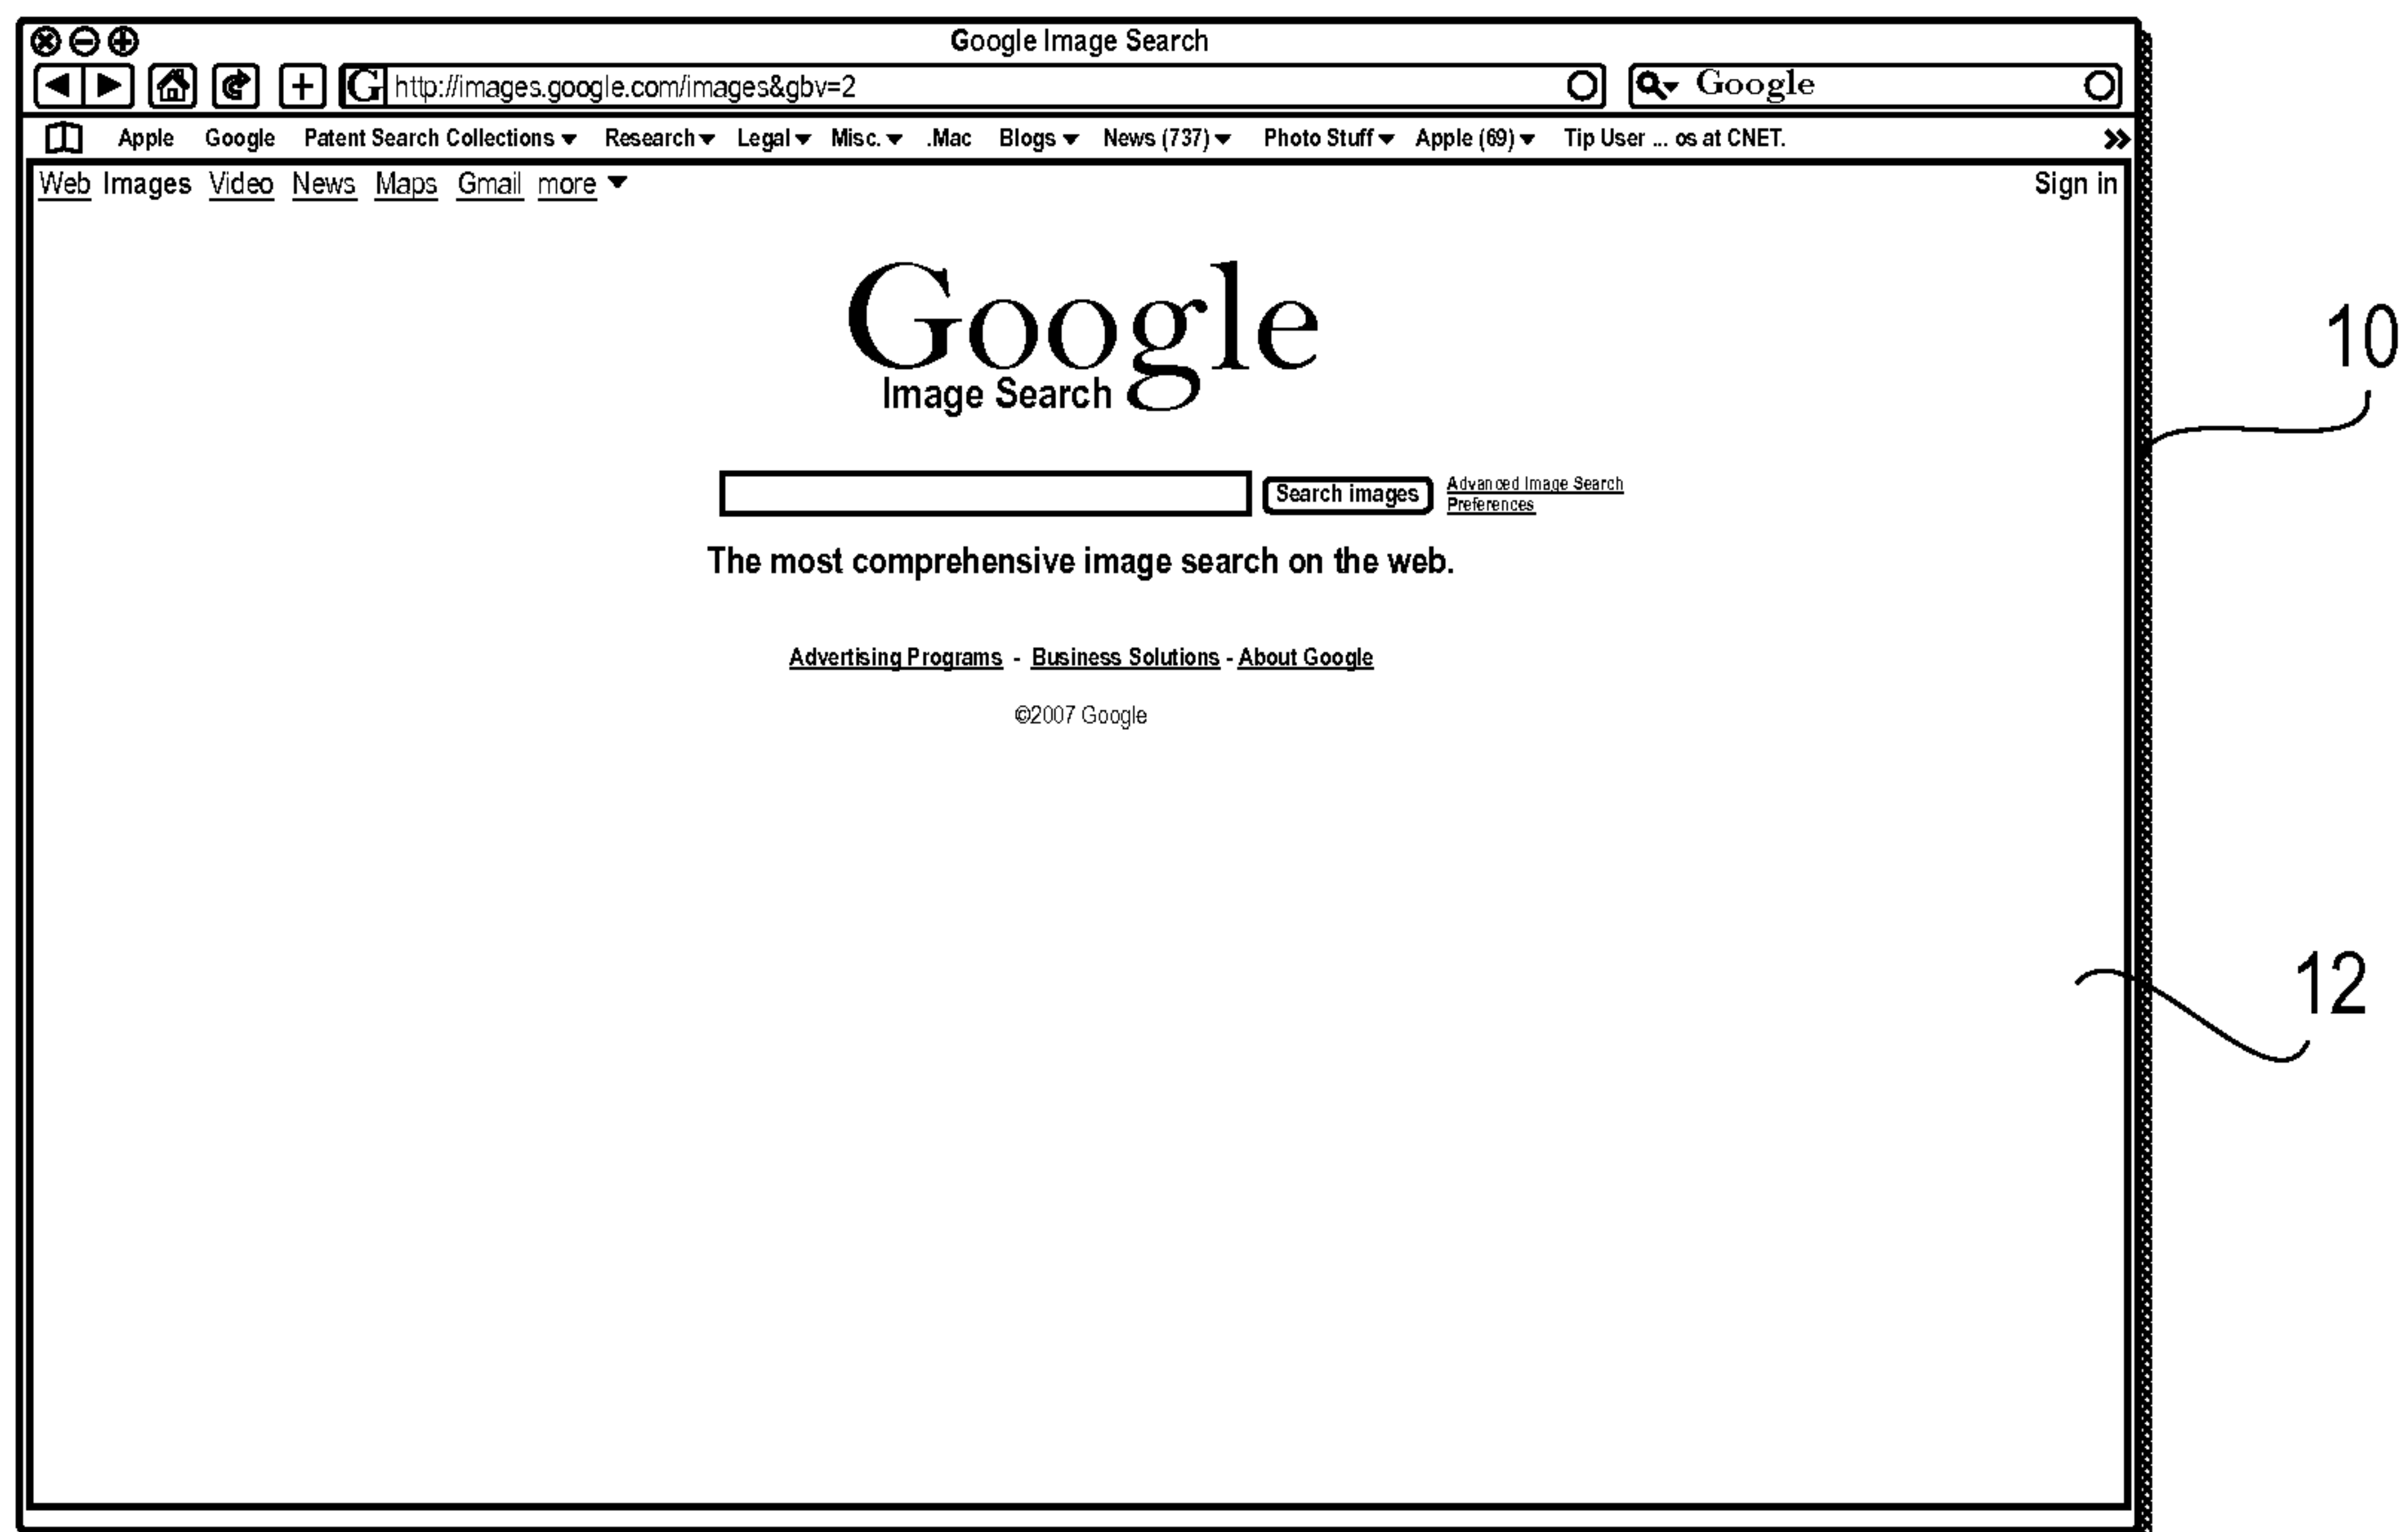 Google Image Search
G http://images.google.com/images&gbv=2 Google
Apple Google Patent Search Collections Research Legal Misc. .Mac Blogs News (737) Photo Stuff Apple (69) Tip User ... os at CNET.
Web Images Video News Maps Gmail more Sign in
Google
Image Search
10
Search images Advanced Image Search
Preferences
The most comprehensive image search on the web.
Advertising Programs - Business Solutions - About Google
©2007 Google
12